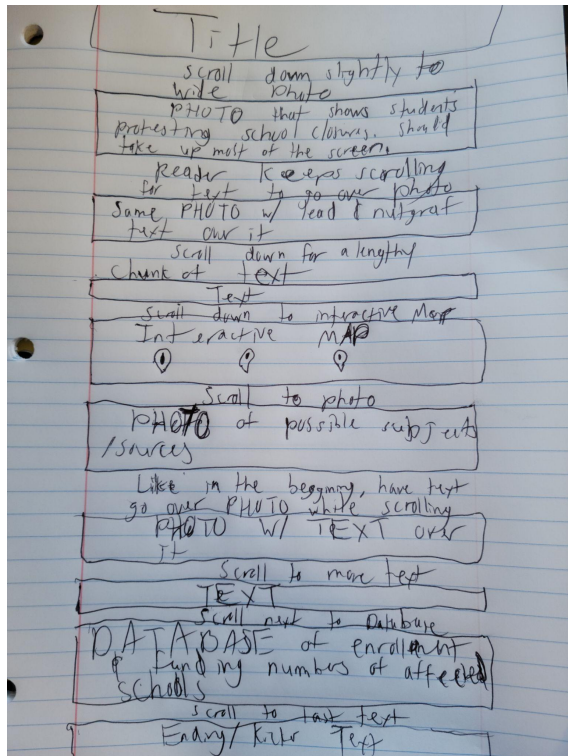 Title
scroll down slightly to
wide photo
PHOTO that shows students
protesting school closures. should
take up most of the screen.
Reader keeps scrolling
for text to go over photo
Same PHOTO w/ lead & nutgraf
text over it
Scroll down for a lengthy
chunk of text
Text
Scroll down to interactive Map
Interactive MAP
Scroll to photo
PHOTO of possible subjects
/sources
Like in the beginning, have text
go over PHOTO while scrolling
PHOTO W/ TEXT over
it
Scroll to more text
TEXT
Scroll next to Database
DATABASE of enrollment
& funding numbers of affected
schools
scroll to last text
Ending/ Kicker Text